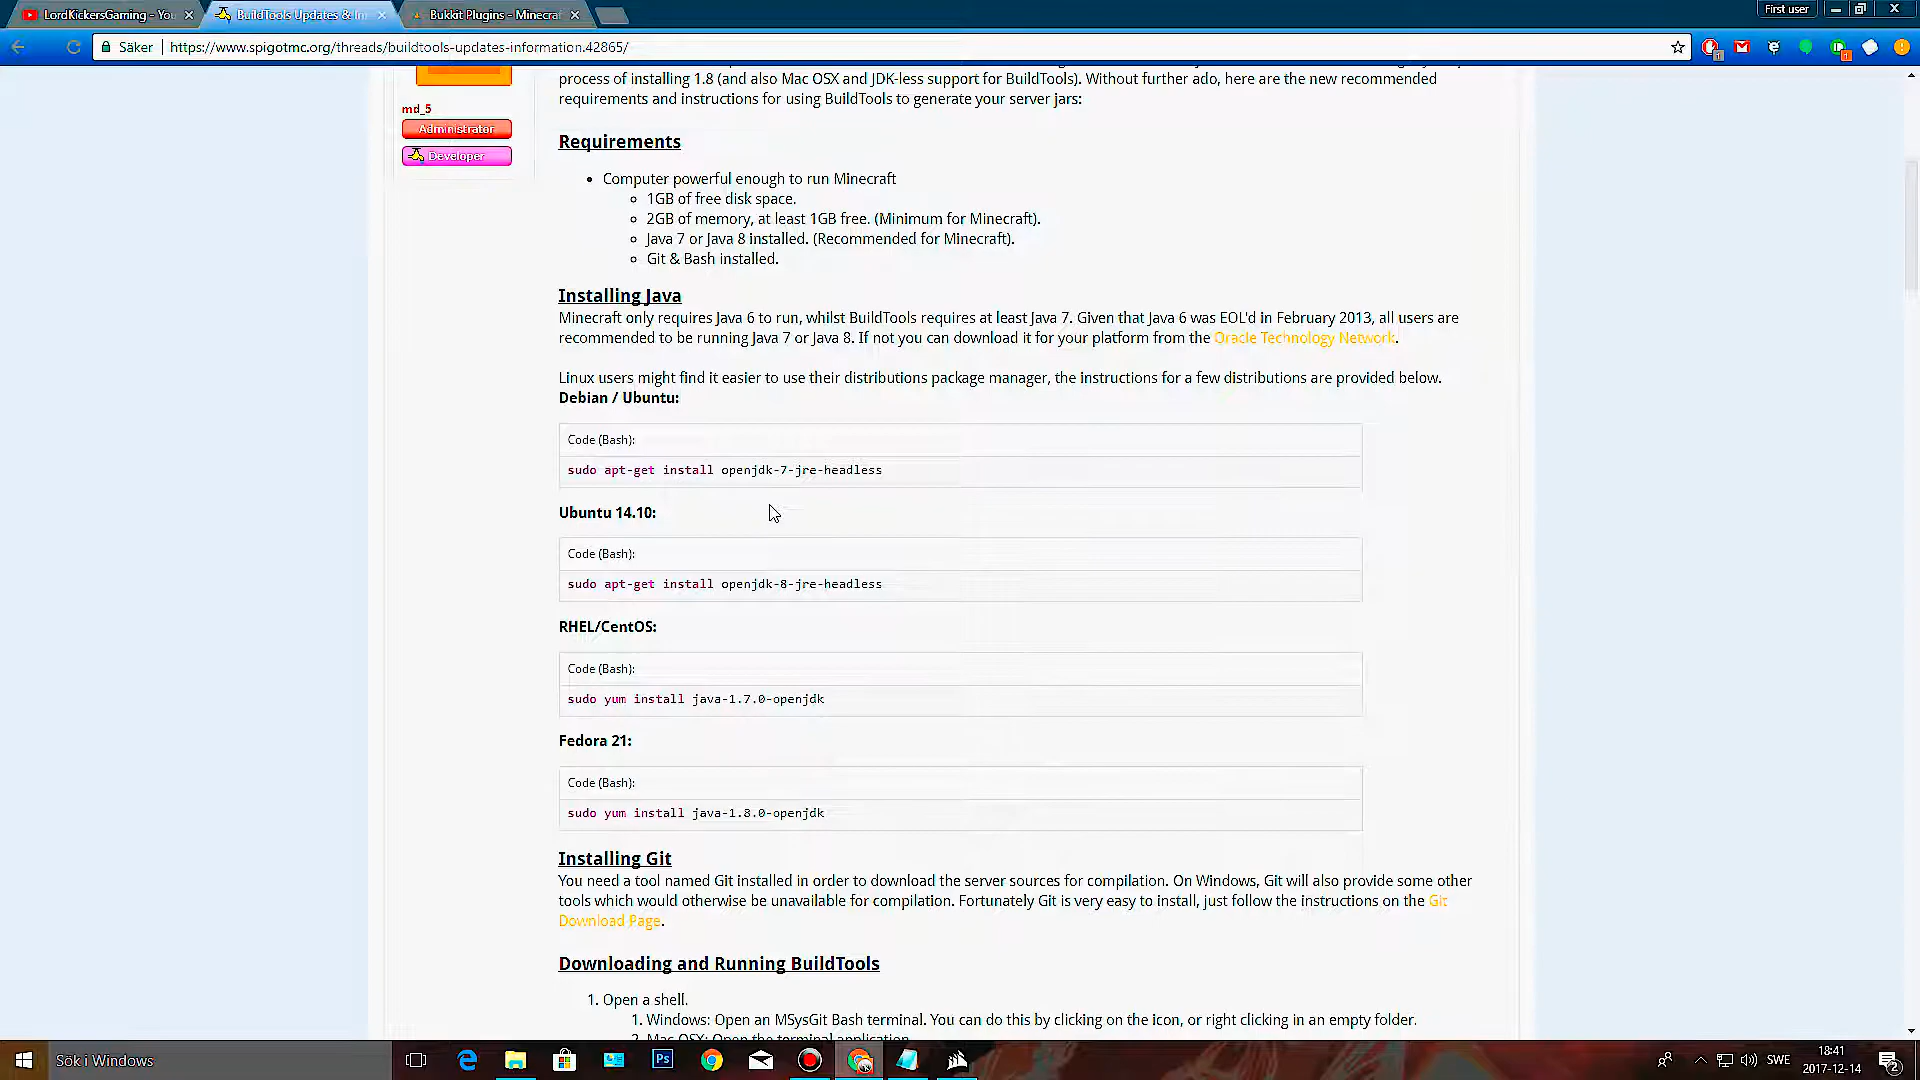 LordKickersGaming - You
BuildTools Updates & In
Bukkit Plugins - Minecraf
First user
Säker
https://www.spigotmc.org/threads/buildtools-updates-information.42865/
process of installing 1.8 (and also Mac OSX and JDK-less support for BuildTools). Without further ado, here are the new recommended
requirements and instructions for using BuildTools to generate your server jars:
md_5
Administrator
Developer
Requirements
Computer powerful enough to run Minecraft
1GB of free disk space.
2GB of memory, at least 1GB free. (Minimum for Minecraft).
Java 7 or Java 8 installed. (Recommended for Minecraft).
Git & Bash installed.
Installing Java
Minecraft only requires Java 6 to run, whilst BuildTools requires at least Java 7. Given that Java 6 was EOL'd in February 2013, all users are
recommended to be running Java 7 or Java 8. If not you can download it for your platform from the Oracle Technology Network.
Linux users might find it easier to use their distributions package manager, the instructions for a few distributions are provided below.
Debian / Ubuntu:
Code (Bash):
sudo apt-get install openjdk-7-jre-headless
Ubuntu 14.10:
Code (Bash):
sudo apt-get install openjdk-8-jre-headless
RHEL/CentOS:
Code (Bash):
sudo yum install java-1.7.0-openjdk
Fedora 21:
Code (Bash):
sudo yum install java-1.8.0-openjdk
Installing Git
You need a tool named Git installed in order to download the server sources for compilation. On Windows, Git will also provide some other
tools which would otherwise be unavailable for compilation. Fortunately Git is very easy to install, just follow the instructions on the Git
Download Page.
Downloading and Running BuildTools
1. Open a shell.
1. Windows: Open an MSysGit Bash terminal. You can do this by clicking on the icon, or right clicking in an empty folder.
2. Mac OSX: Open the terminal application
Sök i Windows
Ps
SWE
18:41
2017-12-14
2